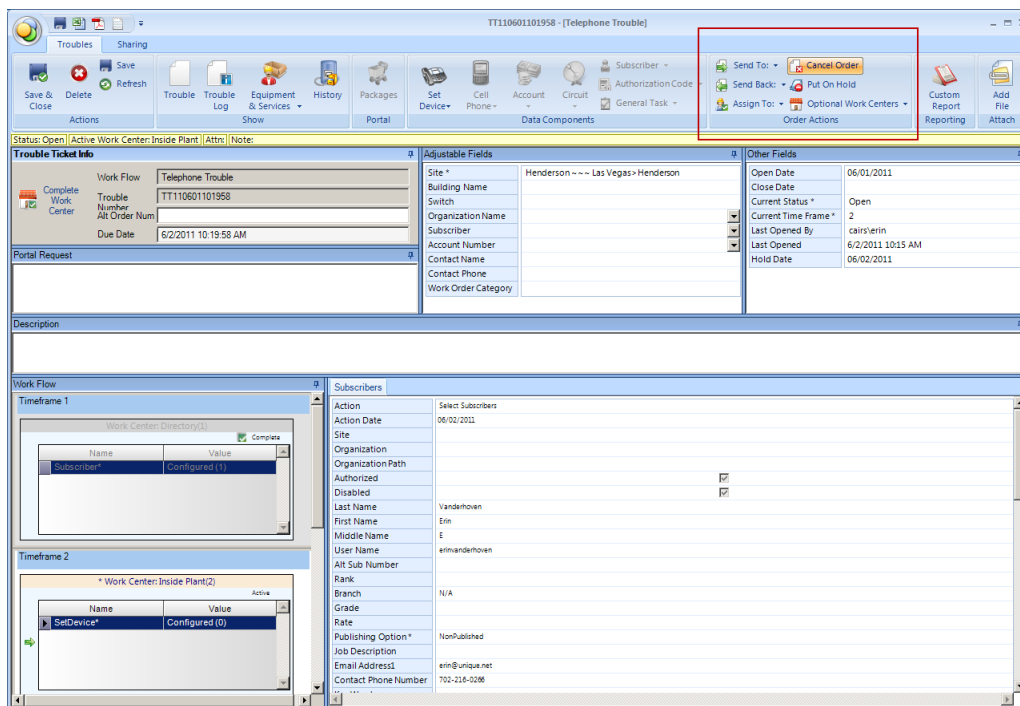 TT110601101958 - [Telephone Trouble]
Troubles Sharing
Save & Close Delete Save Refresh
Actions
Trouble Trouble Log Equipment & Services History
Show
Packages
Portal
Set Device Cell Phone Account Circuit Subscriber Authorization Code General Task
Data Components
Send To: Cancel Order
Send Back: Put On Hold
Assign To: Optional Work Centers
Order Actions
Custom Report
Reporting
Add File
Attach
Status: Open Active Work Center: Inside Plant Attn: Note:
Trouble Ticket Info
Complete Work Center
Work Flow Telephone Trouble
Trouble Number TT110601101958
Alt Order Num
Due Date 6/2/2011 10:19:58 AM
Portal Request
Adjustable Fields
Site * Henderson ~~~ Las Vegas>Henderson
Building Name
Switch
Organization Name
Subscriber
Account Number
Contact Name
Contact Phone
Work Order Category
Other Fields
Open Date 06/01/2011
Close Date
Current Status * Open
Current Time Frame * 2
Last Opened By cairs\erin
Last Opened 6/2/2011 10:15 AM
Hold Date 06/02/2011
Description
Work Flow
Timeframe 1
Work Center: Directory(1)
Complete
Name Value
Subscriber* Configured (1)
Timeframe 2
* Work Center: Inside Plant(2)
Active
Name Value
SetDevice* Configured (0)
Subscribers
Action Select Subscribers
Action Date 06/02/2011
Site
Organization
Organization Path
Authorized
Disabled
Last Name Vanderhoven
First Name Erin
Middle Name E
User Name erinvanderhoven
Alt Sub Number
Rank
Branch N/A
Grade
Rate
Publishing Option * NonPublished
Job Description
Email Address1 erin@unique.net
Contact Phone Number 702-216-0266